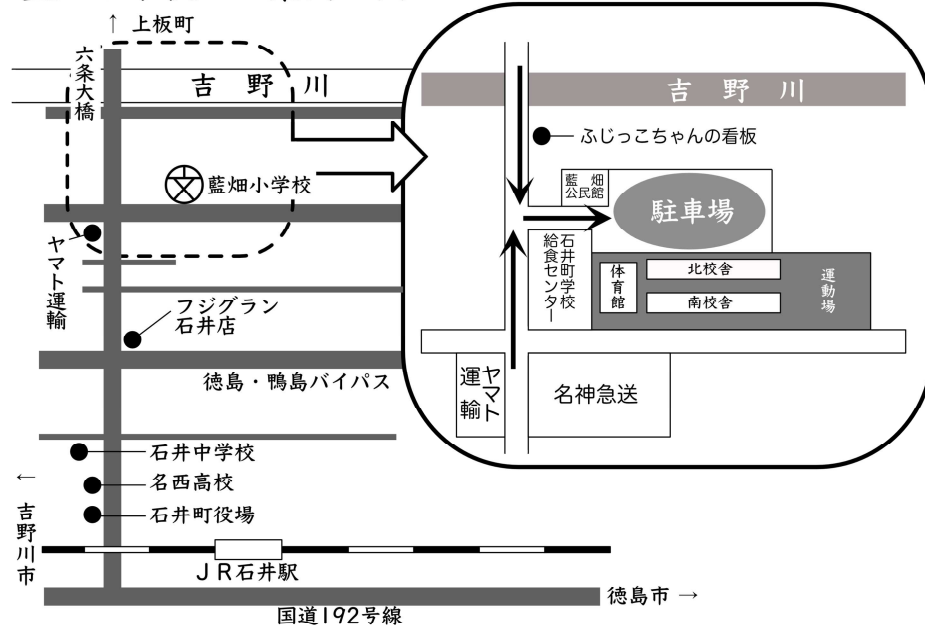 ↑ 上板町
六条大橋
吉野川
藍畑小学校
ヤマト運輸
フジグラン
石井店
徳島・鴨島バイパス
石井中学校
名西高校
石井町役場
←
吉野川市
JR石井駅
国道192号線
徳島市 →
吉野川
ふじっこちゃんの看板
藍畑
公民館
駐車場
石井町学校
給食センター
体育館
北校舎
南校舎
運動場
ヤマト
運輸
名神急送